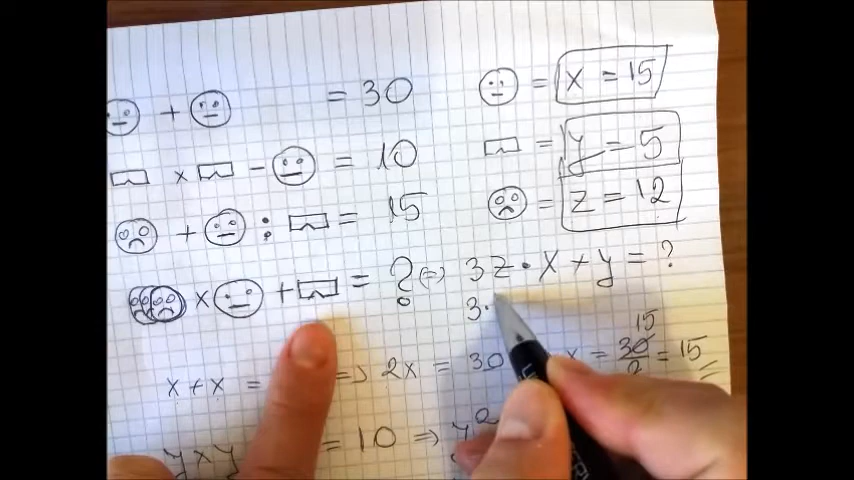 + = 30
= x = 15
x - = 10
= y = 5
+ : = 15
= z = 12
x + = ? <=> 3z · x + y = ?
3 ·
x + x = => 2x = 30 x = 30/2 = 15
15
y x y = 10 => y²